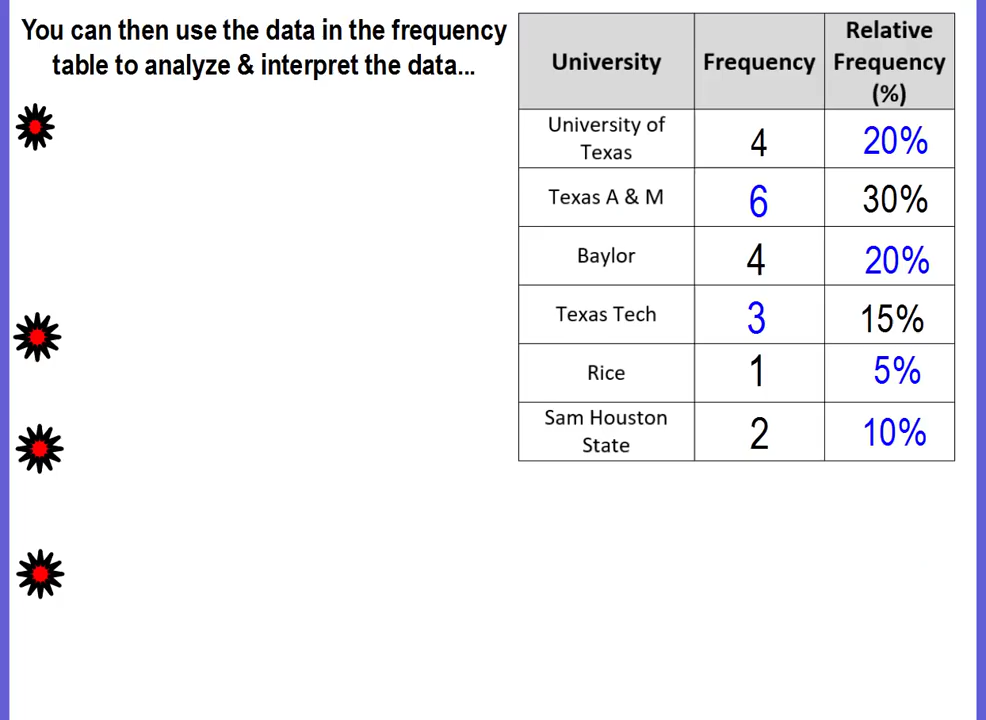 You can then use the data in the frequency
table to analyze & interpret the data...
University Frequency Relative
Frequency
(%)
University of
Texas 4 20%
Texas A & M 6 30%
Baylor 4 20%
Texas Tech 3 15%
Rice 1 5%
Sam Houston
State 2 10%